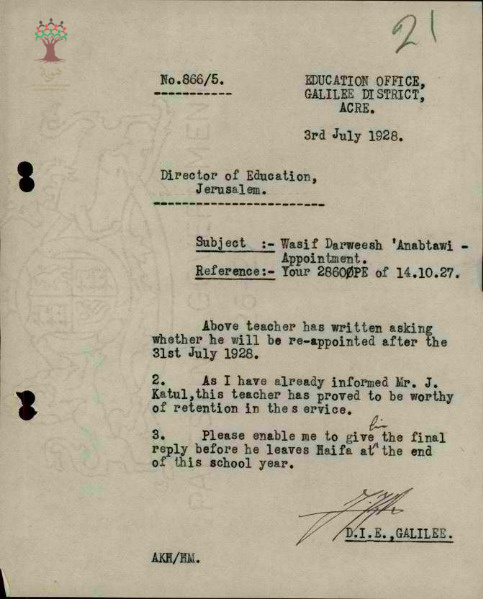 21
No.866/5.
EDUCATION OFFICE,
GALILEE DISTRICT,
ACRE.
3rd July 1928.
Director of Education,
Jerusalem.
Subject :- Wasif Darweesh 'Anabtawi -
Appointment.
Reference:- Your 2860/PE of 14.10.27.
Above teacher has written asking
whether he will be re-appointed after the
31st July 1928.
2. As I have already informed Mr. J.
Katul,this teacher has proved to be worthy
of retention in the s ervice.
3. Please enable me to give him the final
reply before he leaves Haifa at the end
of this school year.
D.I.E.,GALILEE.
AKH/HM.